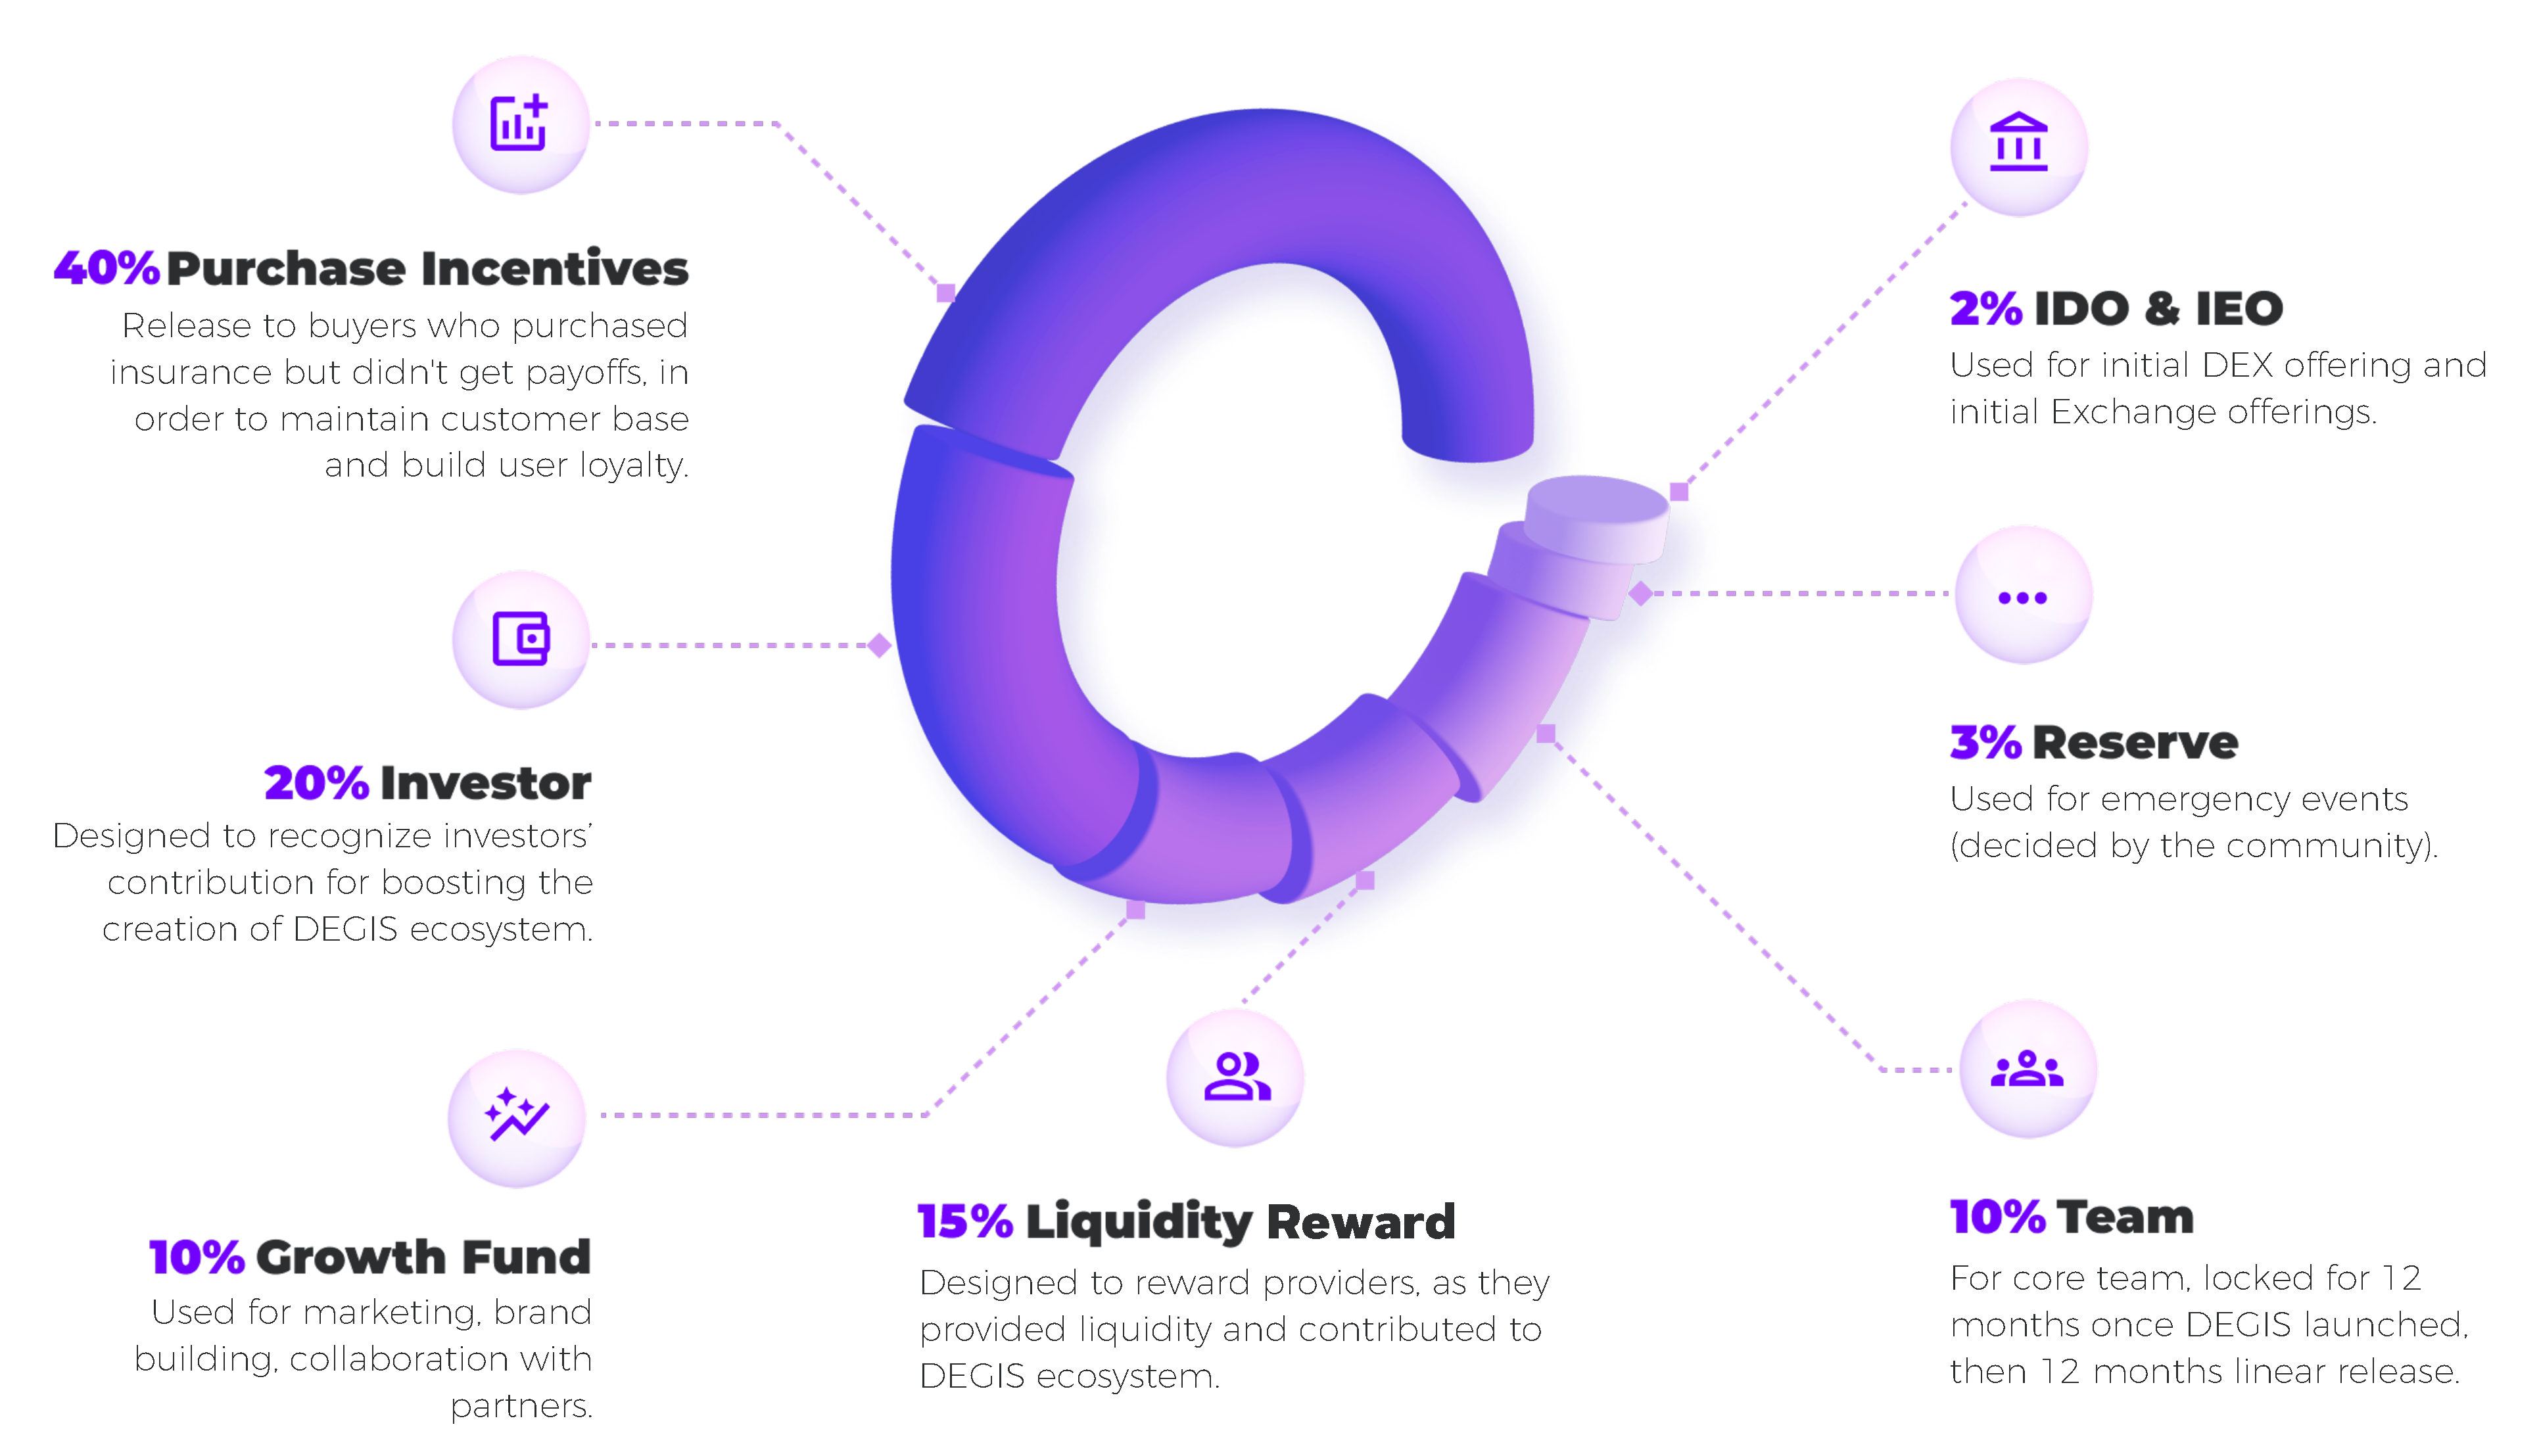 40% Purchase Incentives
Release to buyers who purchased
insurance but didn't get payoffs, in
order to maintain customer base
and build user loyalty.
20% Investor
Designed to recognize investors’
contribution for boosting the
creation of DEGIS ecosystem.
10% Growth Fund
Used for marketing, brand
building, collaboration with
partners.
15% Liquidity Reward
Designed to reward providers, as they
provided liquidity and contributed to
DEGIS ecosystem.
2% IDO & IEO
Used for initial DEX offering and
initial Exchange offerings.
3% Reserve
Used for emergency events
(decided by the community).
10% Team
For core team, locked for 12
months once DEGIS launched,
then 12 months linear release.